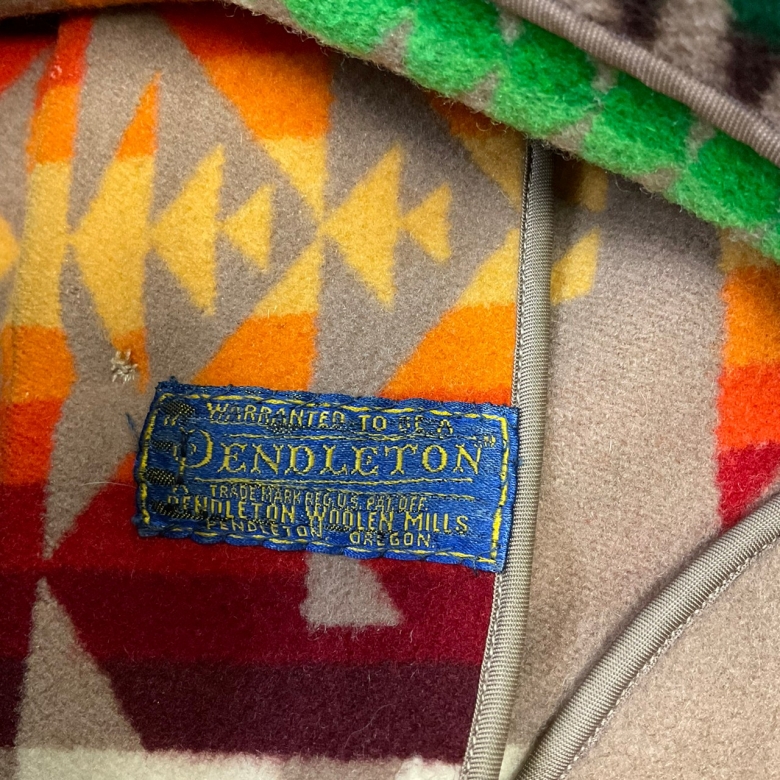 WARRANTED TO BE A
"PENDLETON"
TRADE MARK REG. U.S. PAT. OFF.
PENDLETON WOOLEN MILLS
PENDLETON OREGON